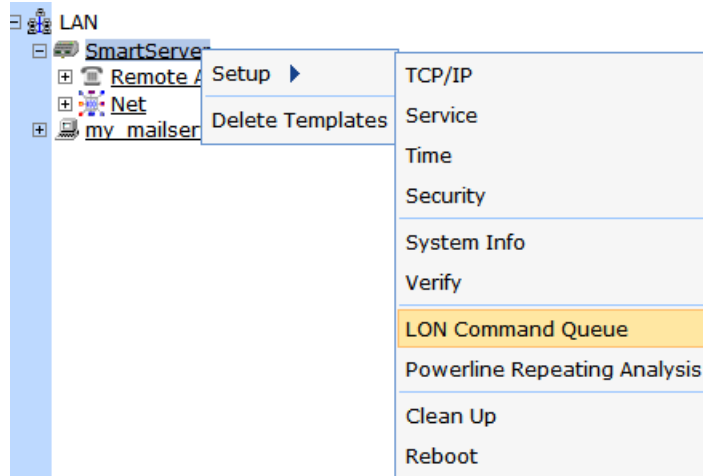 LAN
SmartServer
Remote
Net
my_mailser
Setup
Delete Templates
TCP/IP
Service
Time
Security
System Info
Verify
LON Command Queue
Powerline Repeating Analysis
Clean Up
Reboot